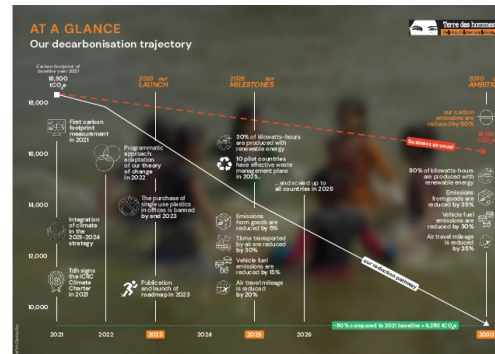 AT A GLANCE
Our decarbonisation trajectory
Terre des hommes
Carbon footprint of
baseline year 2021
18,500
tCO₂e
2023 our
LAUNCH
2025 our
MILESTONES
2030 our
18,000
16,000
14,000
12,000
10,000
First carbon
footprint
measurement
in 2021
Integration
of climate
in the
2021-2024
strategy
Tdh signs
the ICRC
Climate
Charter
in 2021
Programmatic
approach:
adaptation
of our theory
of change
in 2022
The purchase of
single use plastics
in offices is banned
by end 2023
Publication
and launch of
roadmap in 2023
30% of kilowatts-hours
are produced with
renewable energy
10 pilot countries
have effective waste
management plans
in 2025...
...and scaled up to
all countries in 2026
Emissions
from goods are
reduced by 5%
T.kms transported
by air are reduced
by 30%
Vehicle fuel
emissions are
reduced by 15%
Air travel mileage
is reduced
by 20%
our carbon
emissions are
reduced by 50%
business as usual
90% of kilowatts-hours
are produced with
renewable energy
Emissions
from goods are
reduced by 35%
Vehicle fuel
emissions are
reduced by 30%
Air travel mileage
is reduced
by 35%
our reduction pathway
-50% compared to 2021 baseline = 9,250 tCO₂e
2021
2022
2023
2024
2025
2026
2030